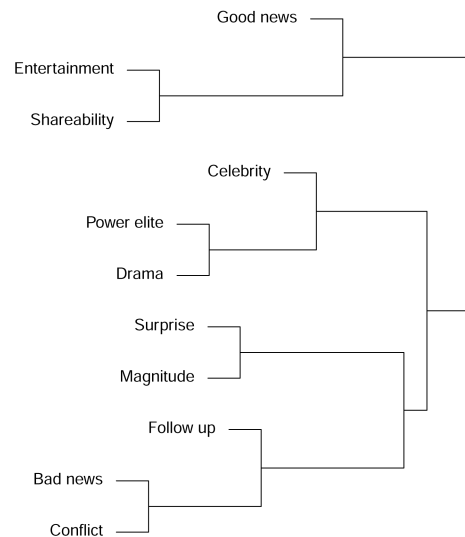 Good news
Entertainment
Shareability
Celebrity
Power elite
Drama
Surprise
Magnitude
Follow up
Bad news
Conflict